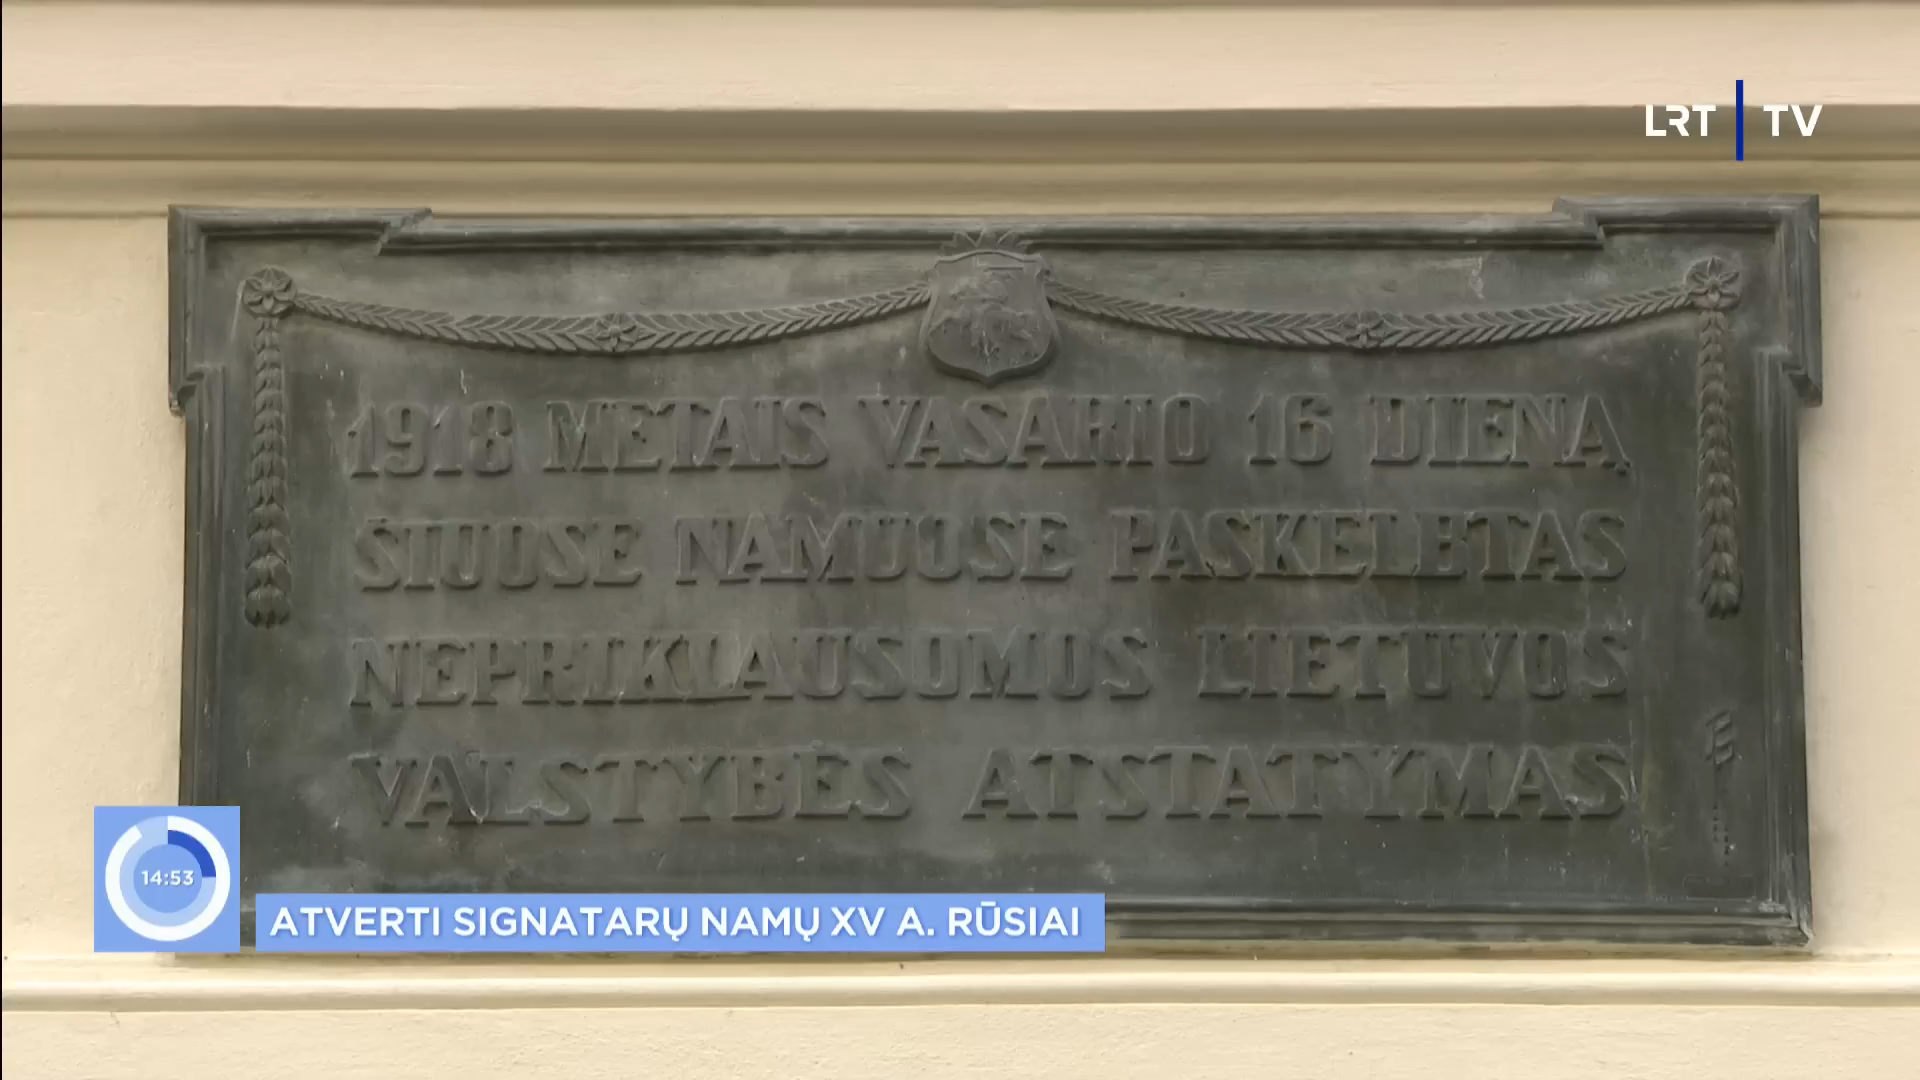 LRT | TV
1918 METAIS VASARIO 16 DIENĄ
ŠIJOSE NAMUOSE PASKELBTAS
NEPRIKLAUSOMOS LIETUVOS
VALSTYBĖS ATSTATYMAS
14:53
ATVERTI SIGNATARŲ NAMŲ XV A. RŪSIAI